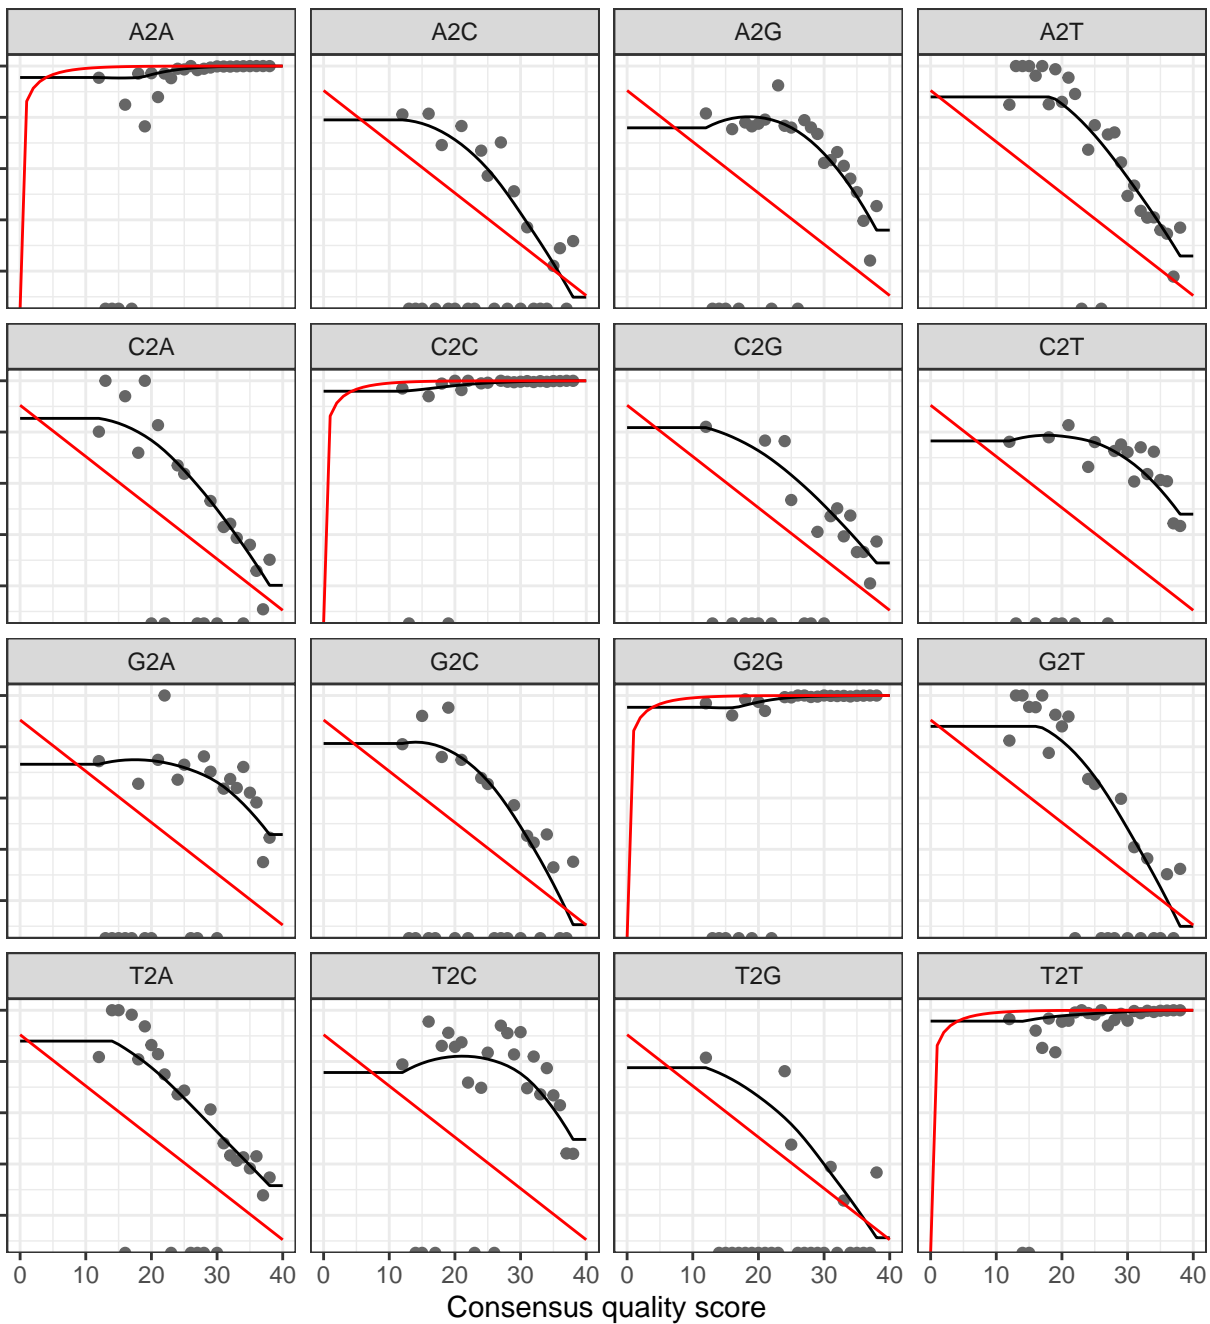 A2A A2C A2G A2T
C2A C2C C2G C2T
G2A G2C G2G G2T
T2A T2C T2G T2T
0 10 20 30 40 0 10 20 30 40 0 10 20 30 40 0 10 20 30 40
Consensus quality score